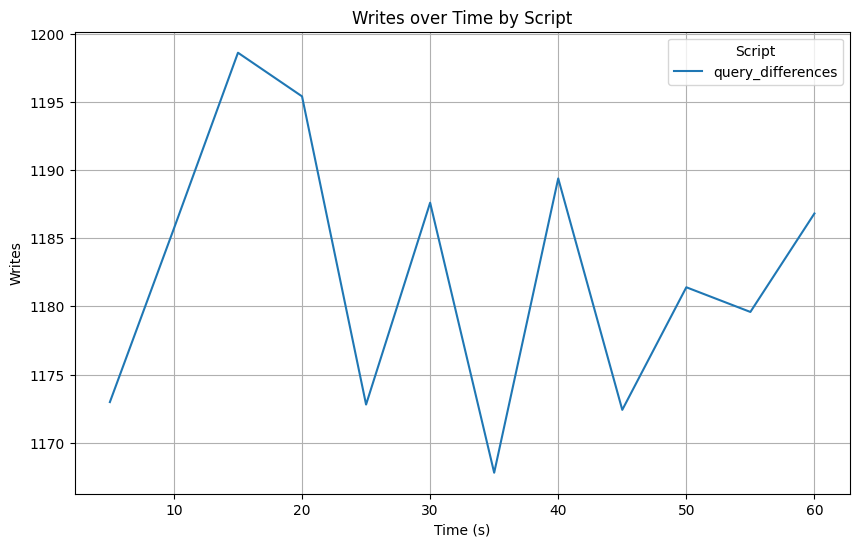 Writes over Time by Script
1200
Script
query_differences
1195
1190
1185
Writes
1180
1175
1170
10 20 30 40 50 60
Time (s)